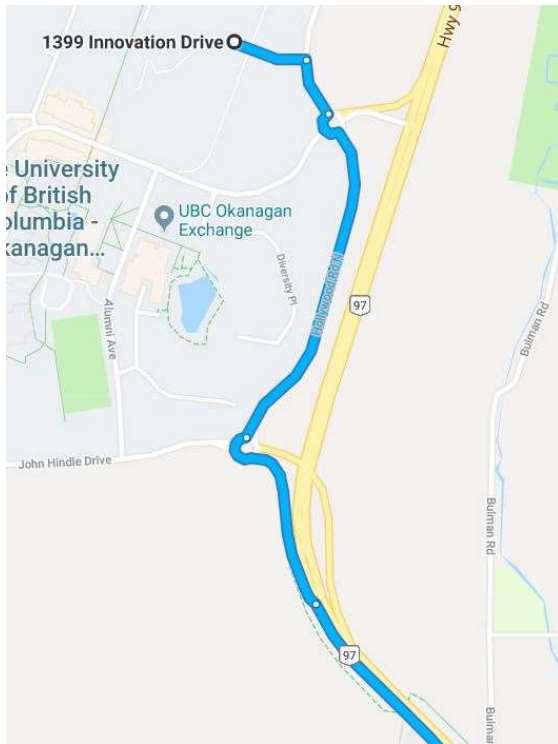 1399 Innovation Drive
Hwy 9
e University
of British
olumbia -
kanagan...
UBC Okanagan
Exchange
Diversity Pl
Hollywood Rd N
97
Bulman Rd
Alumni Ave
John Hindle Drive
Bulman Rd
97
Bulman